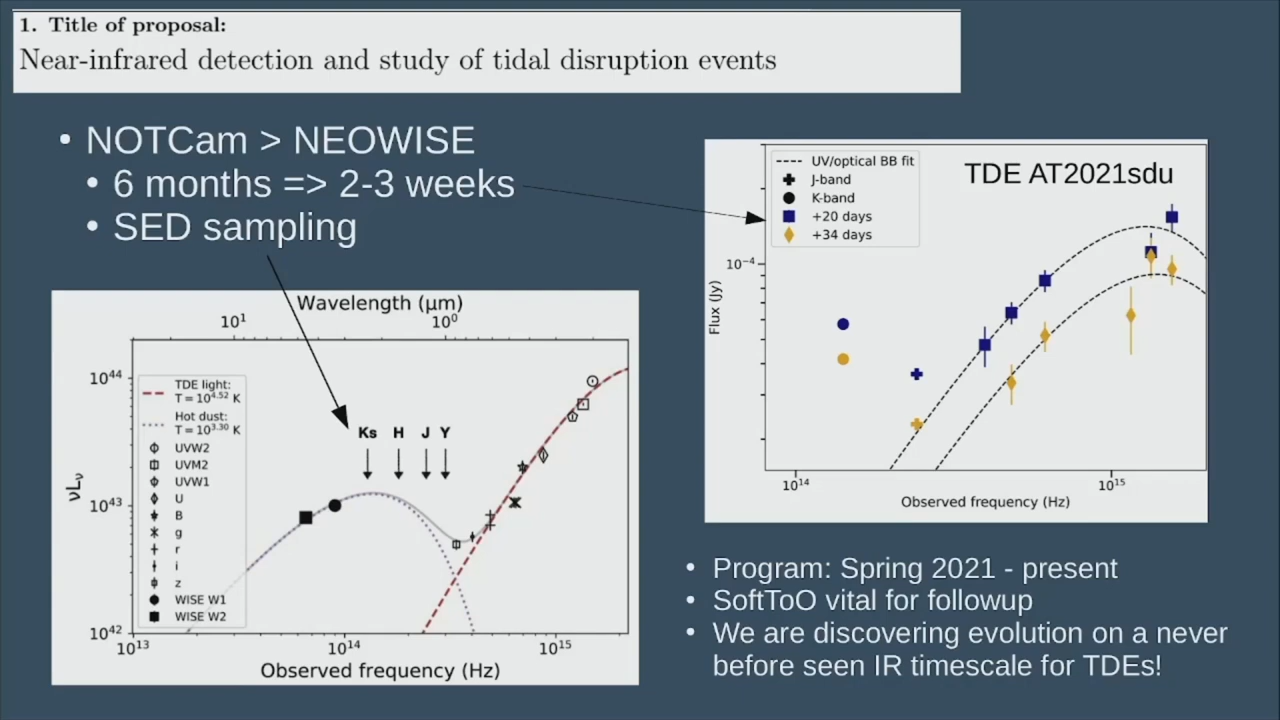 1. Title of proposal:
Near-infrared detection and study of tidal disruption events
• NOTCam > NEOWISE
• 6 months => 2-3 weeks
• SED sampling
Wavelength (μm)
10¹ 10⁰
10⁴⁴
10⁴³
10⁴²
νLν
TDE light:
T = 10⁴·⁵² K
Hot dust:
T = 10³·³⁰ K
UVW2
UVM2
UVW1
U
B
g
r
i
z
WISE W1
WISE W2
Ks H J Y
10¹³ 10¹⁴ 10¹⁵
Observed frequency (Hz)
TDE AT2021sdu
UV/optical BB fit
J-band
K-band
+20 days
+34 days
10⁻⁴
Flux (Jy)
10¹⁴ 10¹⁵
Observed frequency (Hz)
• Program: Spring 2021 - present
• SoftToO vital for followup
• We are discovering evolution on a never
before seen IR timescale for TDEs!